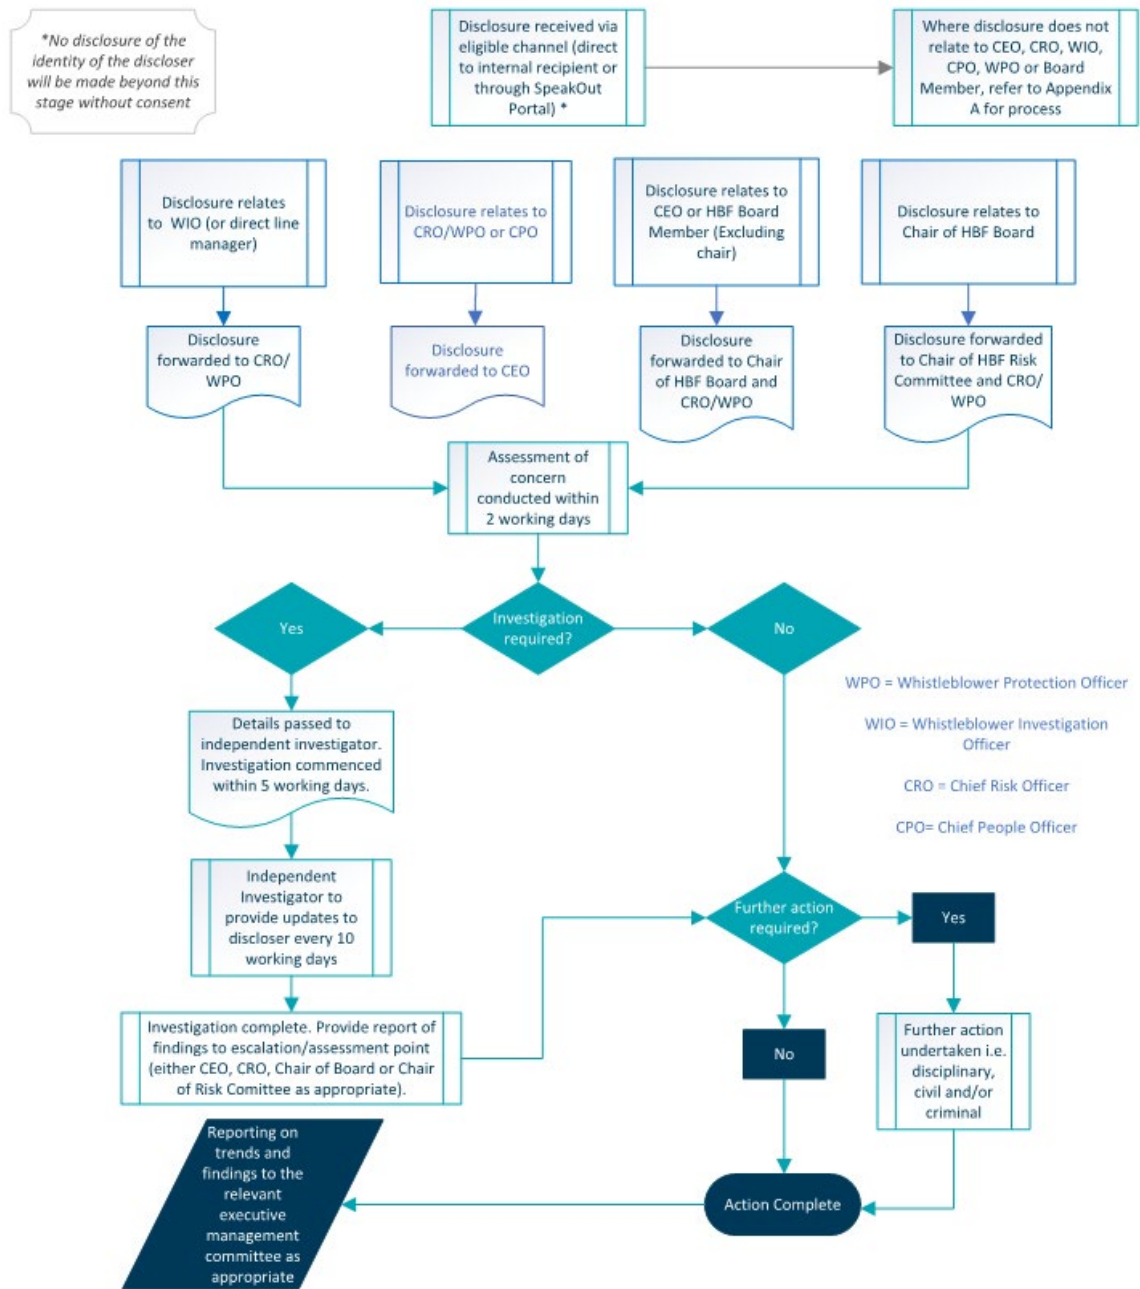 *No disclosure of the
identity of the discloser
will be made beyond this
stage without consent
Disclosure received via
eligible channel (direct
to internal recipient or
through SpeakOut
Portal) *
Where disclosure does not
relate to CEO, CRO, WIO,
CPO, WPO or Board
Member, refer to Appendix
A for process
Disclosure relates
to WIO (or direct line
manager)
Disclosure relates to
CRO/WPO or CPO
Disclosure relates to
CEO or HBF Board
Member (Excluding
chair)
Disclosure relates to
Chair of HBF Board
Disclosure
forwarded to CRO/
WPO
Disclosure
forwarded to CEO
Disclosure
forwarded to Chair
of HBF Board and
CRO/WPO
Disclosure forwarded
to Chair of HBF Risk
Committee and CRO/
WPO
Assessment of
concern
conducted within
2 working days
Yes
Investigation
required?
No
WPO = Whistleblower Protection Officer
WIO = Whistleblower Investigation
Officer
CRO = Chief Risk Officer
CPO= Chief People Officer
Details passed to
independent investigator.
Investigation commenced
within 5 working days.
Independent
Investigator to
provide updates to
discloser every 10
working days
Further action
required?
Yes
Investigation complete. Provide report of
findings to escalation/assessment point
(either CEO, CRO, Chair of Board or Chair
of Risk Comittee as appropriate).
No
Further action
undertaken i.e.
disciplinary,
civil and/or
criminal
Reporting on
trends and
findings to the
relevant
executive
management
committee as
appropriate
Action Complete